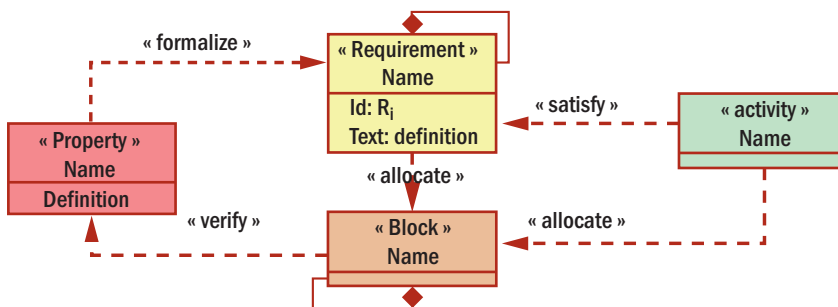 « formalize »
« Requirement »
Name
Id: Ri
Text: definition
« satisfy »
« activity »
Name
« Property »
Name
Definition
« allocate »
« verify »
« Block »
Name
« allocate »